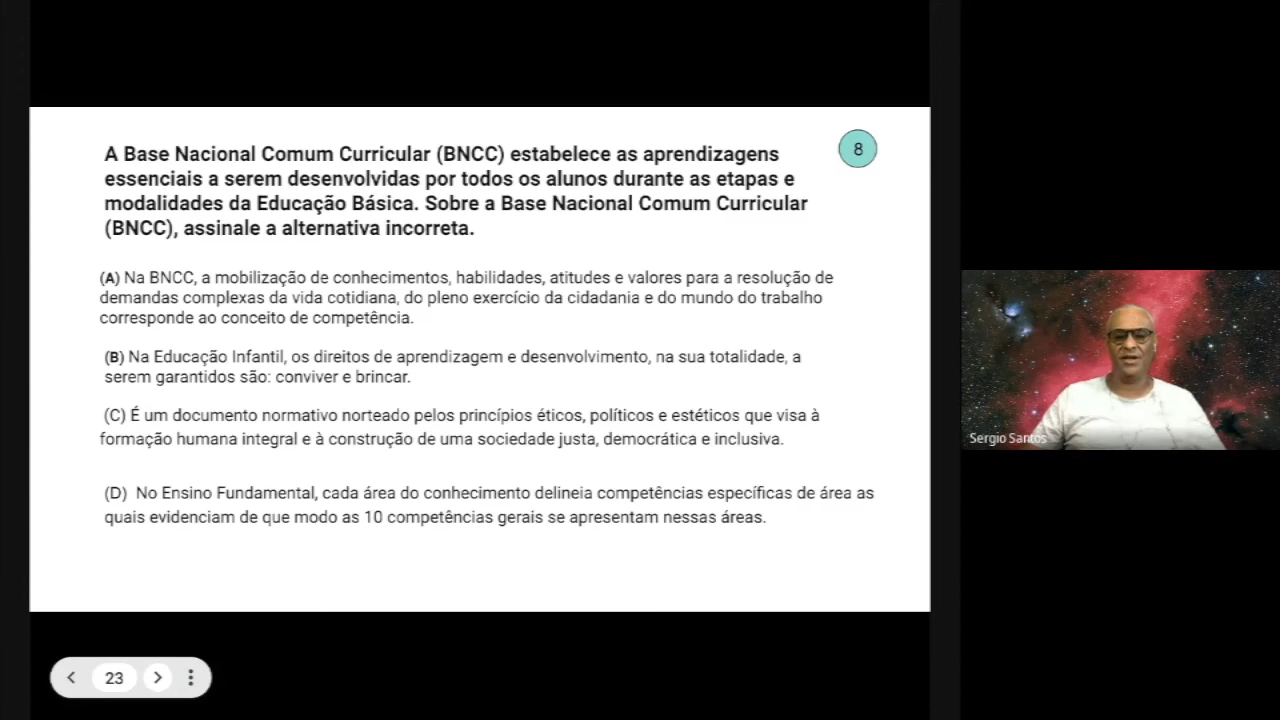 A Base Nacional Comum Curricular (BNCC) estabelece as aprendizagens
essenciais a serem desenvolvidas por todos os alunos durante as etapas e
modalidades da Educação Básica. Sobre a Base Nacional Comum Curricular
(BNCC), assinale a alternativa incorreta.
8
(A) Na BNCC, a mobilização de conhecimentos, habilidades, atitudes e valores para a resolução de
demandas complexas da vida cotidiana, do pleno exercício da cidadania e do mundo do trabalho
corresponde ao conceito de competência.
(B) Na Educação Infantil, os direitos de aprendizagem e desenvolvimento, na sua totalidade, a
serem garantidos são: conviver e brincar.
(C) É um documento normativo norteado pelos princípios éticos, políticos e estéticos que visa à
formação humana integral e à construção de uma sociedade justa, democrática e inclusiva.
(D) No Ensino Fundamental, cada área do conhecimento delineia competências específicas de área as
quais evidenciam de que modo as 10 competências gerais se apresentam nessas áreas.
Sergio Santos
23